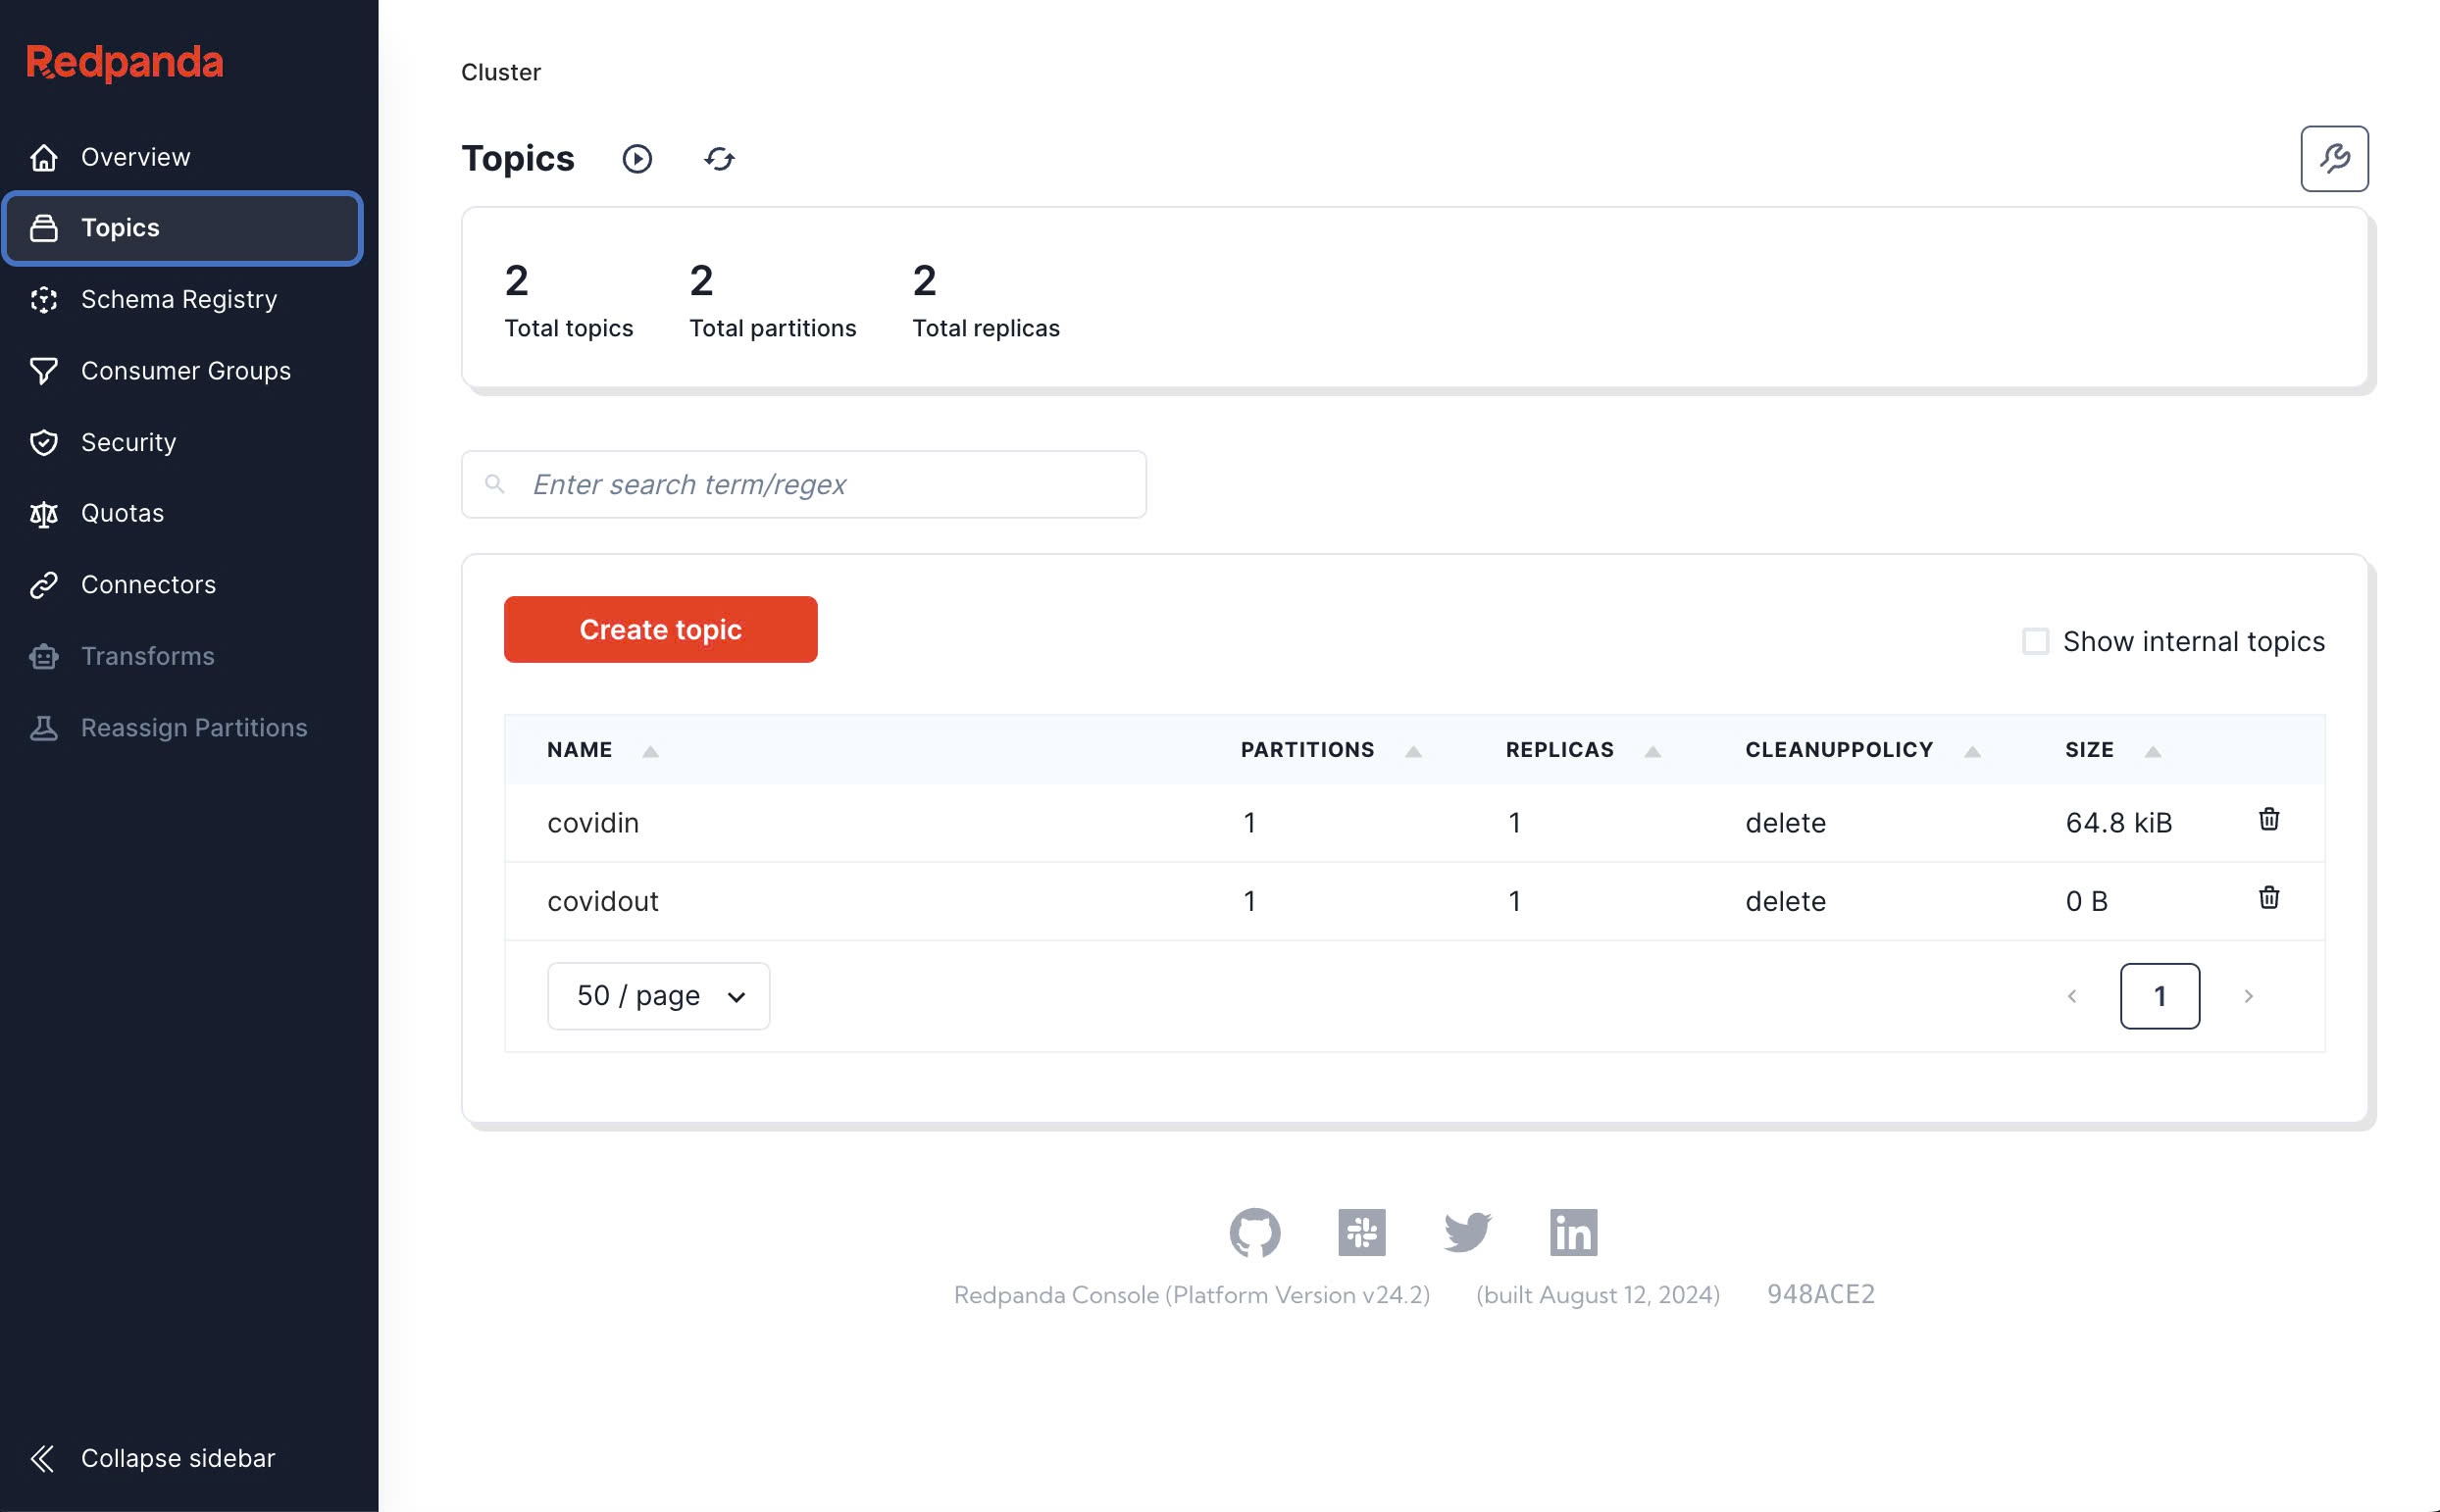 Redpanda
Overview
Topics
Schema Registry
Consumer Groups
Security
Quotas
Connectors
Transforms
Reassign Partitions
Collapse sidebar
Cluster
Topics
2 2 2
Total topics Total partitions Total replicas
Enter search term/regex
Create topic
Show internal topics
NAME PARTITIONS REPLICAS CLEANUPPOLICY SIZE
covidin 1 1 delete 64.8 kiB
covidout 1 1 delete 0 B
50 / page 1
in
Redpanda Console (Platform Version v24.2) (built August 12, 2024) 948ACE2